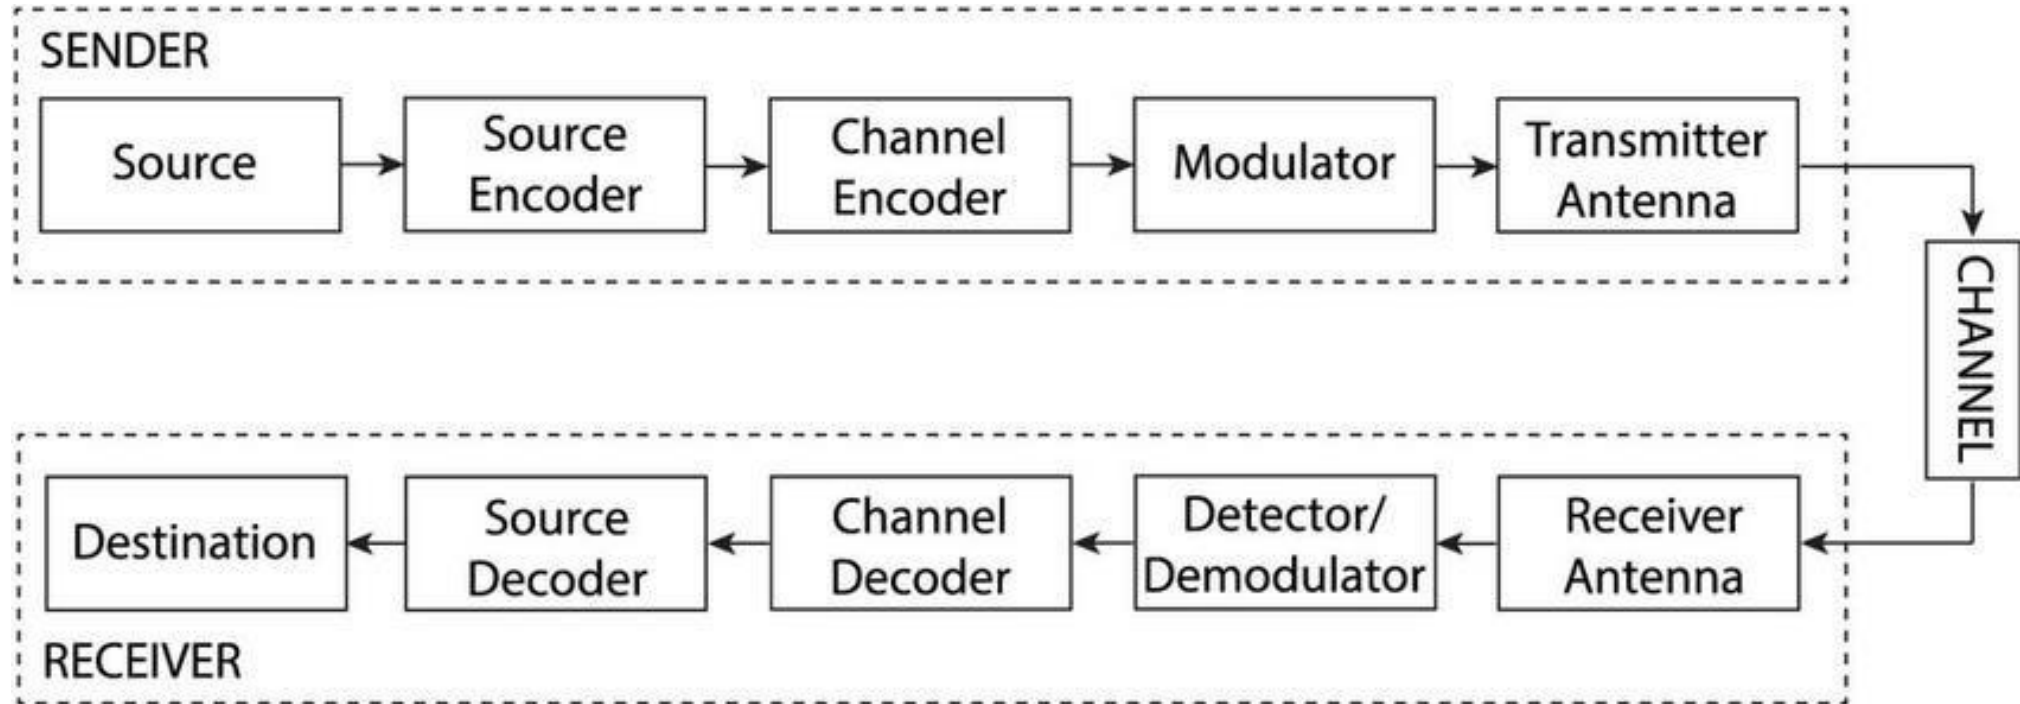 SENDER
Source
Source
Encoder
Channel
Encoder
Modulator
Transmitter
Antenna
CHANNEL
Destination
Source
Decoder
Channel
Decoder
Detector/
Demodulator
Receiver
Antenna
RECEIVER